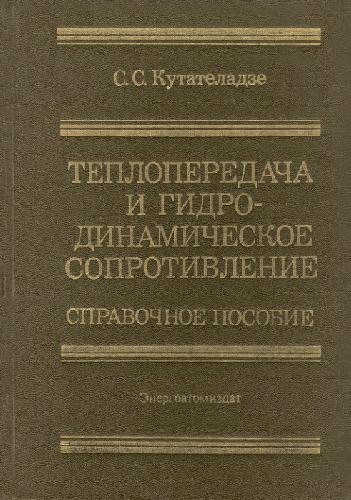 С. С. Кутателадзе
ТЕПЛОПЕРЕДАЧА
И ГИДРО-
ДИНАМИЧЕСКОЕ
СОПРОТИВЛЕНИЕ
СПРАВОЧНОЕ ПОСОБИЕ
Энергоатомиздат